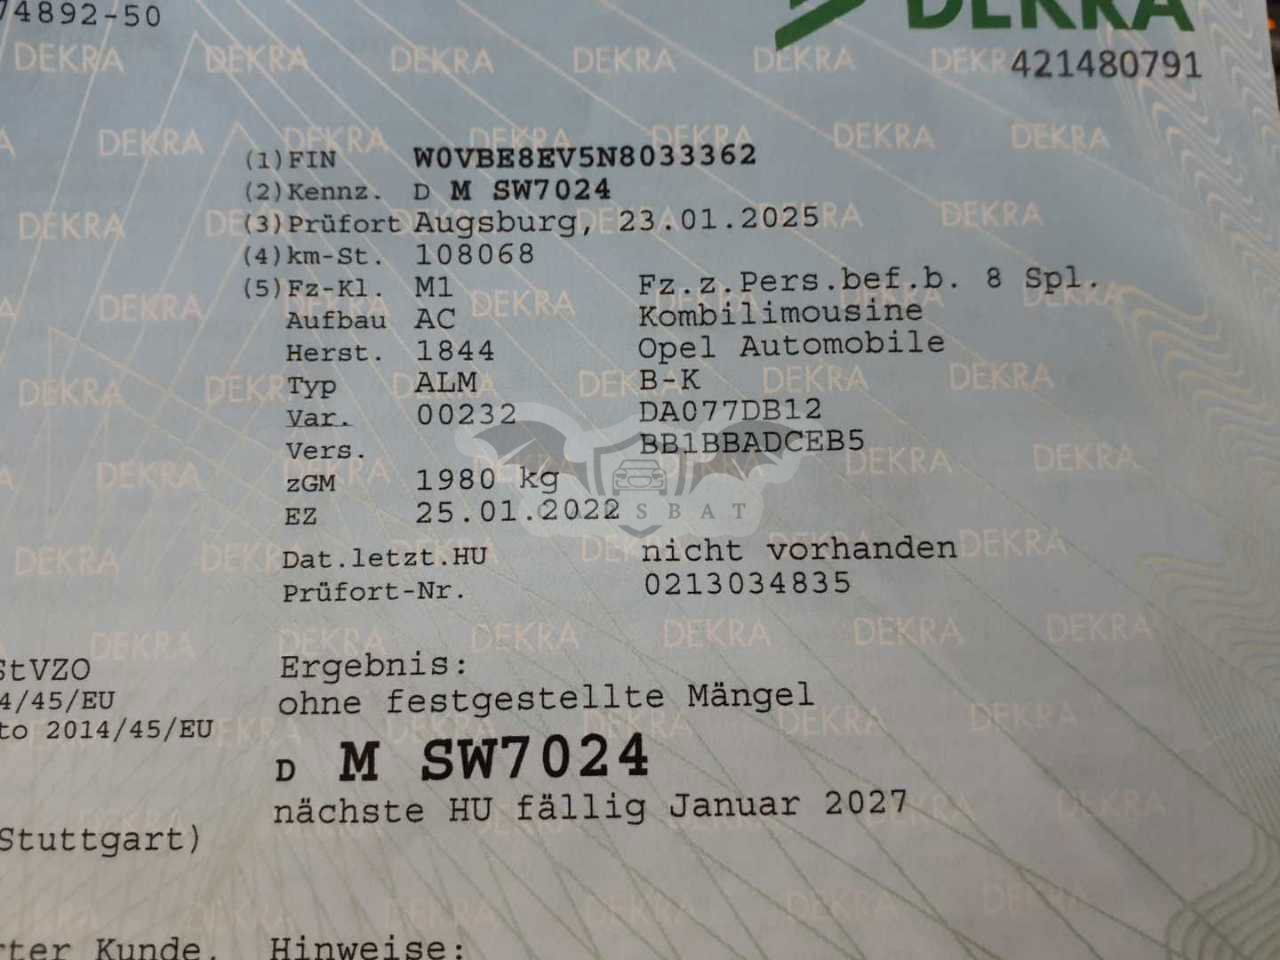 74892-50
DEKRA
421480791
(1) FIN W0VBE8EV5N8033362
(2) Kennz. D M SW7024
(3) Prüfort Augsburg, 23.01.2025
(4) km-St. 108068
(5) Fz-Kl. M1 Fz.z.Pers.bef.b. 8 Spl.
Aufbau AC Kombilimousine
Herst. 1844 Opel Automobile
Typ ALM B-K
Var. 00232 DA077DB12
Vers. BB1BBADCEB5
zGM 1980 kg
EZ 25.01.2022
SBAT
Dat.letzt.HU nicht vorhanden
Prüfort-Nr. 0213034835
StVZO
4/45/EU
to 2014/45/EU
Stuttgart)
Ergebnis:
ohne festgestellte Mängel
D M SW7024
nächste HU fällig Januar 2027
rter Kunde. Hinweise: